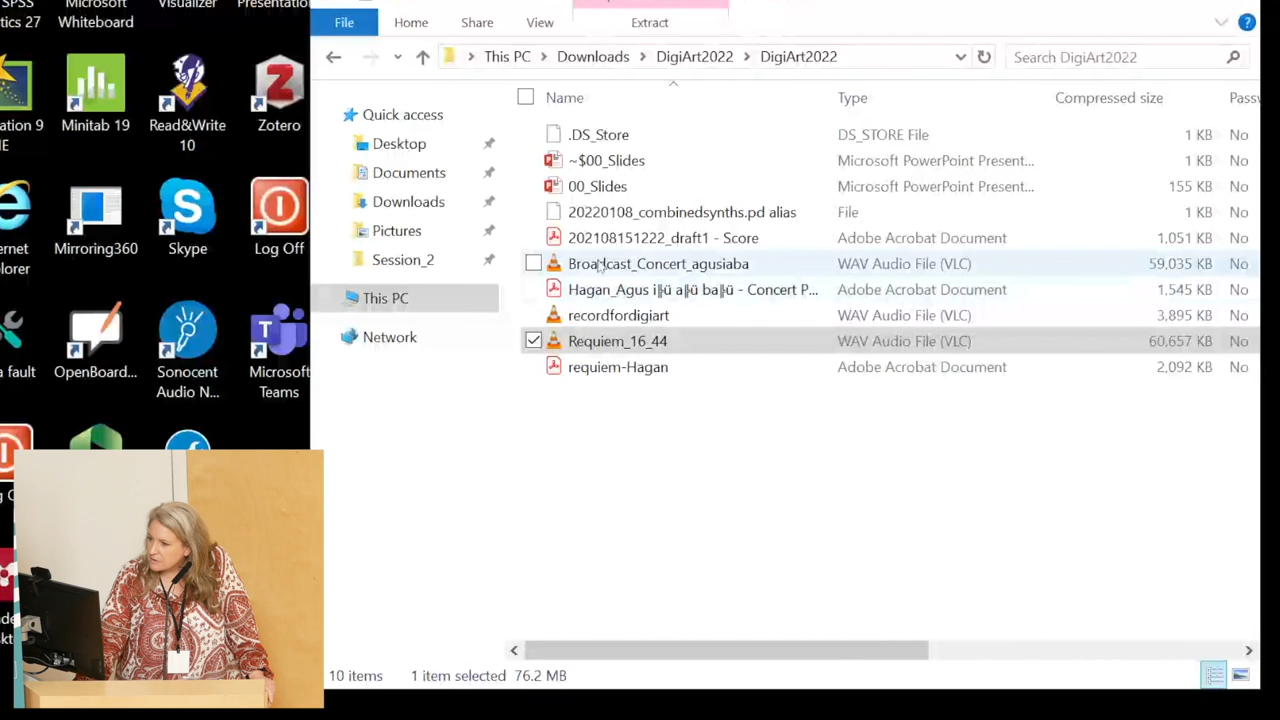 SPSS
tics 27
Microsoft
Whiteboard
Visualizer
Presentation
File
Home
Share
View
Extract
This PC
Downloads
DigiArt2022
DigiArt2022
Search DigiArt2022
Name
Type
Compressed size
Passw
Quick access
Desktop
Documents
Downloads
Pictures
Session_2
This PC
Network
.DS_Store
DS_STORE File
1 KB
No
~$00_Slides
Microsoft PowerPoint Present...
1 KB
No
00_Slides
Microsoft PowerPoint Present...
155 KB
No
20220108_combinedsynths.pd alias
File
1 KB
No
202108151222_draft1 - Score
Adobe Acrobat Document
1,051 KB
No
Broadcast_Concert_agusiaba
WAV Audio File (VLC)
59,035 KB
No
Hagan_Agus i╠ü a╠ü ba╠ü - Concert P...
Adobe Acrobat Document
1,545 KB
No
recordfordigiart
WAV Audio File (VLC)
3,895 KB
No
Requiem_16_44
WAV Audio File (VLC)
60,657 KB
No
requiem-Hagan
Adobe Acrobat Document
2,092 KB
No
ation 9
NE
Minitab 19
Read&Write
10
Zotero
ernet
plorer
Mirroring360
Skype
Log Off
a fault
OpenBoard...
Sonocent
Audio N...
Microsoft
Teams
10 items
1 item selected
76.2 MB